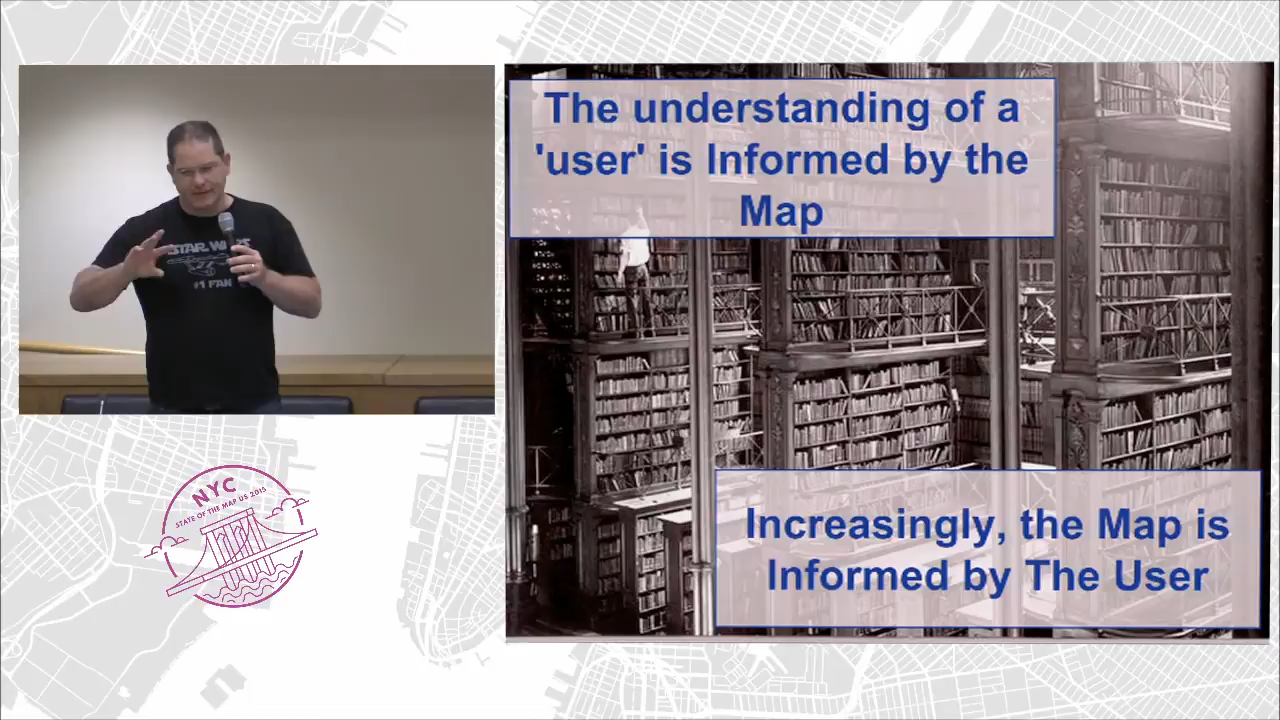 STAR WARS
#1 FAN
The understanding of a
'user' is Informed by the
Map
Increasingly, the Map is
Informed by The User
NYC
STATE OF THE MAP US 2015